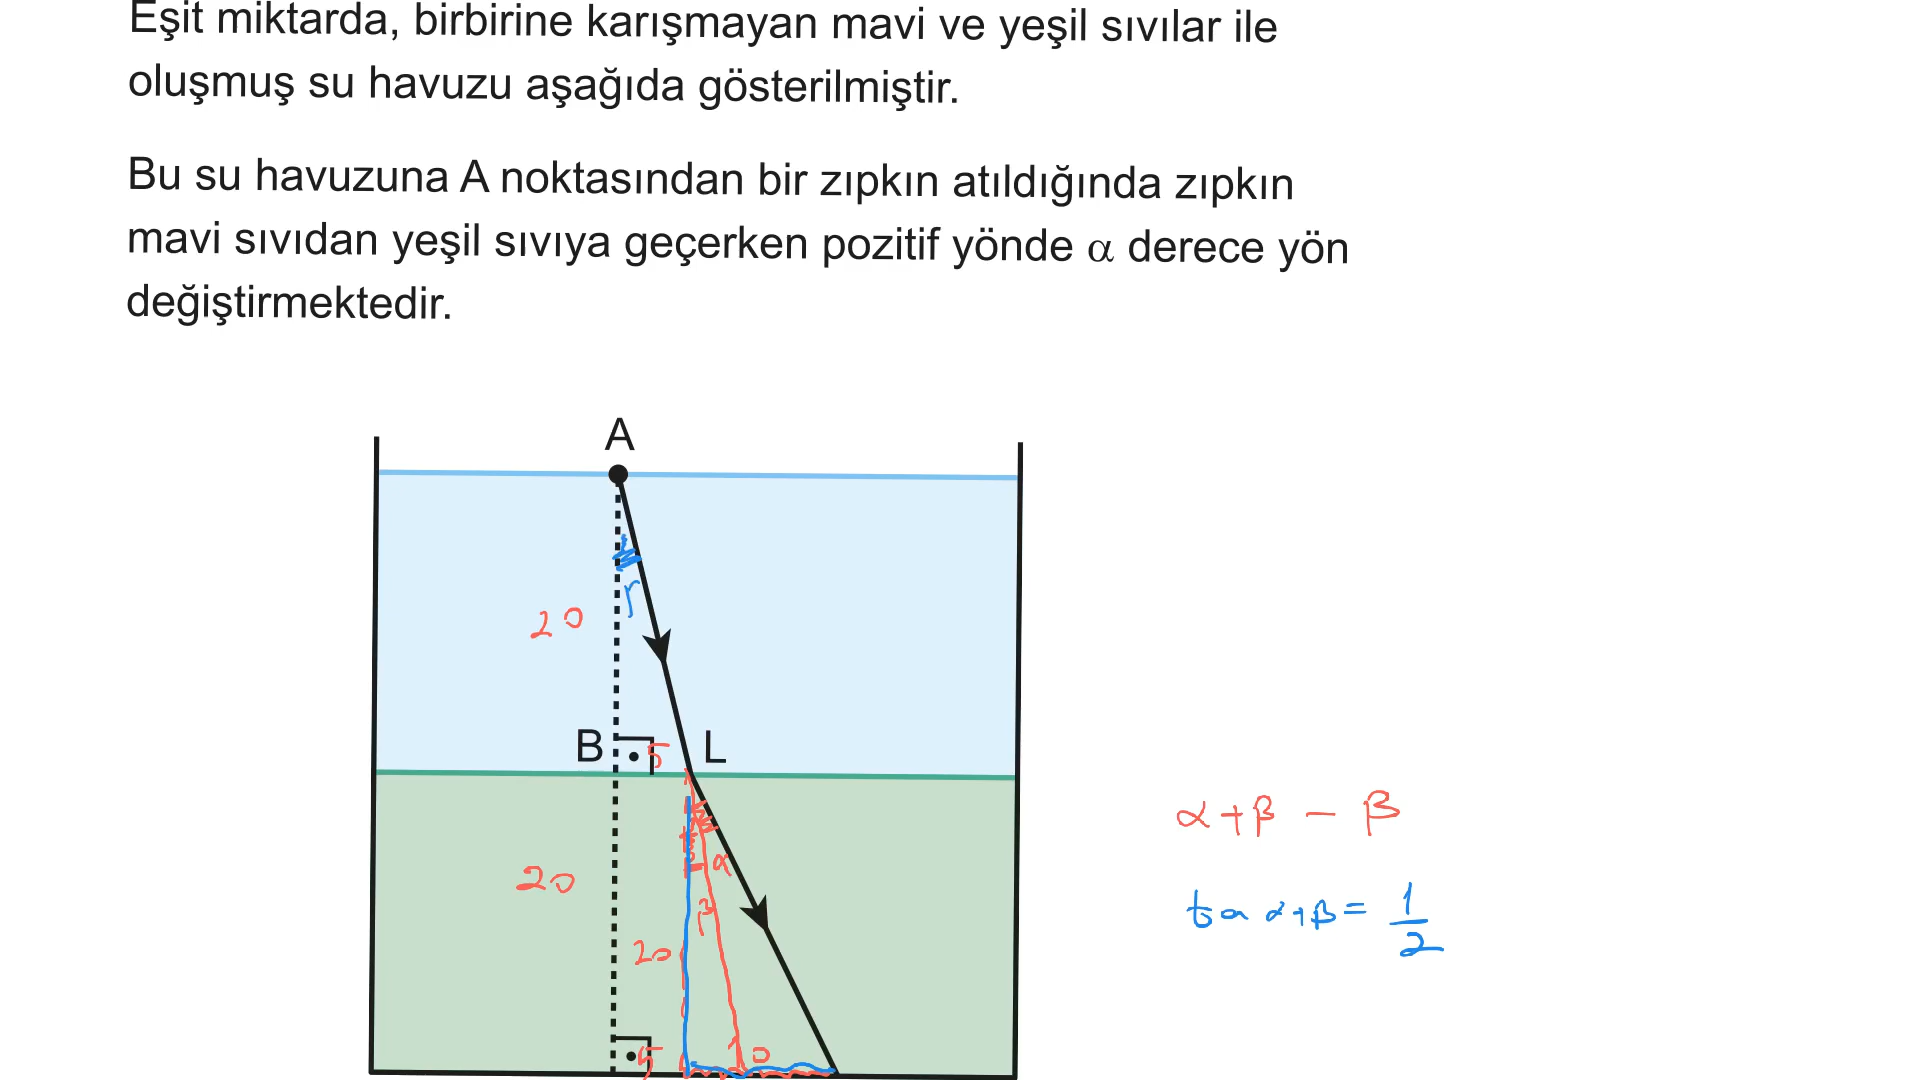 Eşit miktarda, birbirine karışmayan mavi ve yeşil sıvılar ile
oluşmuş su havuzu aşağıda gösterilmiştir.
Bu su havuzuna A noktasından bir zıpkın atıldığında zıpkın
mavi sıvıdan yeşil sıvıya geçerken pozitif yönde α derece yön
değiştirmektedir.
A
20
B 5 L
α+β - β
20 α
tan α+β = 1/2
β
20
5 10